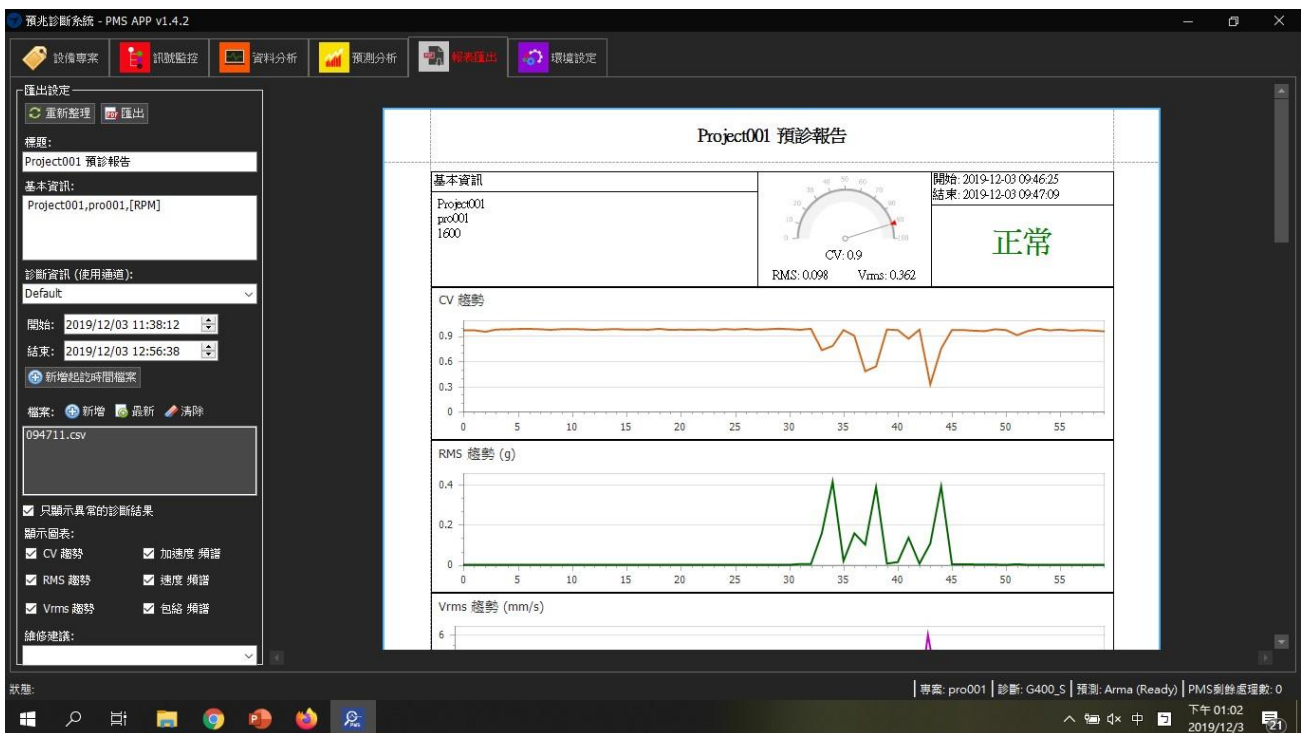 預兆診斷系統 - PMS APP v1.4.2
設備專案 訊號監控 資料分析 預測分析 報表匯出 環境設定
匯出設定
重新整理 匯出
標題:
Project001 預診報告
基本資訊:
Project001,pro001,[RPM]
診斷資訊 (使用通道):
Default
開始: 2019/12/03 11:38:12
結束: 2019/12/03 12:56:38
新增起訖時間檔案
檔案: 新增 最新 清除
094711.csv
只顯示異常的診斷結果
顯示圖表:
CV 趨勢 加速度 頻譜
RMS 趨勢 速度 頻譜
Vrms 趨勢 包絡 頻譜
維修建議:
Project001 預診報告
基本資訊
Project001
pro001
1600
CV: 0.9
RMS: 0.098 Vrms: 0.362
開始: 2019-12-03 09:46:25
結束: 2019-12-03 09:47:09
正常
CV 趨勢
0.9
0.6
0.3
0
0 5 10 15 20 25 30 35 40 45 50 55
RMS 趨勢 (g)
0.4
0.2
0
0 5 10 15 20 25 30 35 40 45 50 55
Vrms 趨勢 (mm/s)
6
狀態:
專案: pro001 診斷: G400_S 預測: Arma (Ready) PMS剩餘處理數: 0
中
下午 01:02
2019/12/3
21